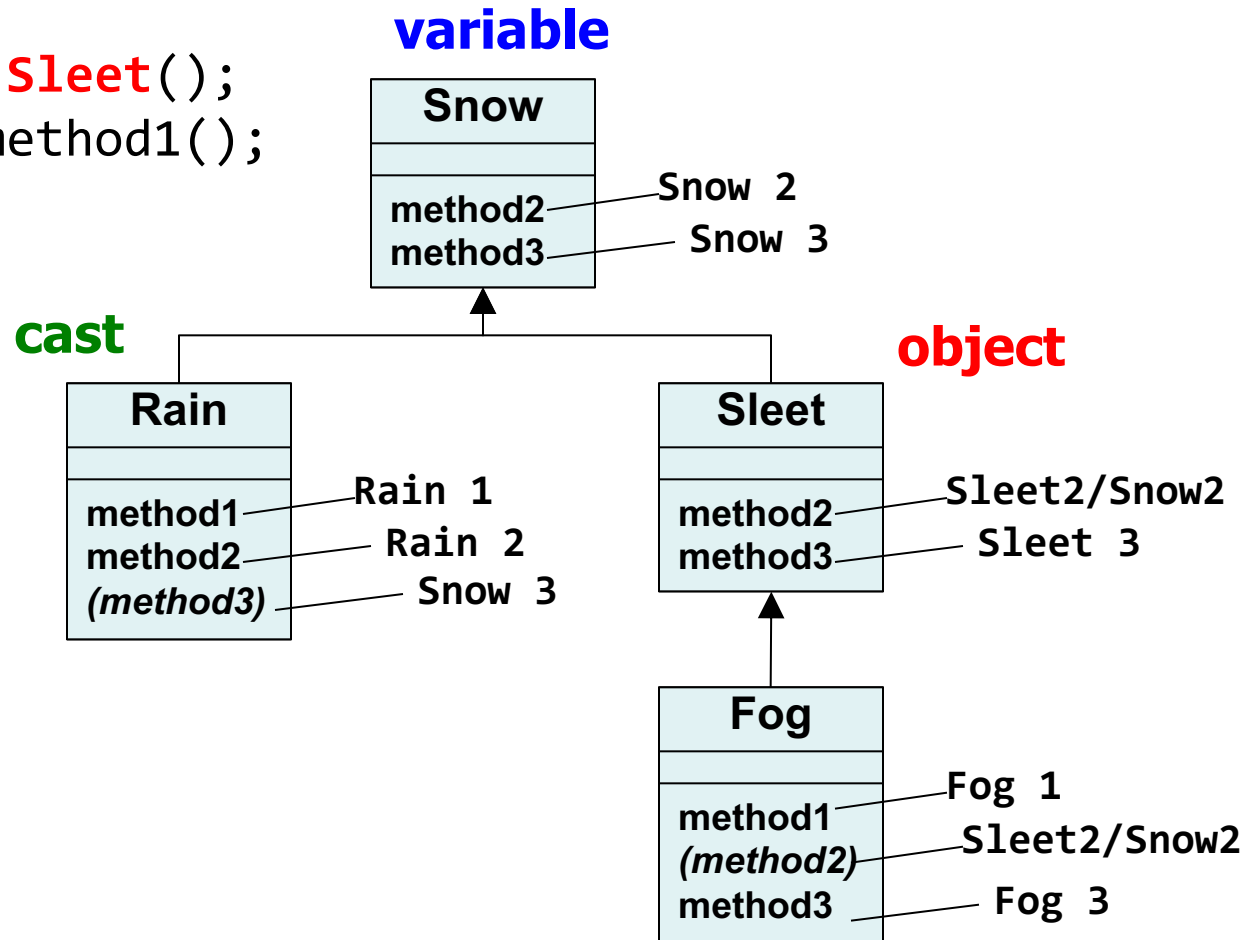 variable
Sleet();
method1();
Snow
method2
method3
Snow 2
Snow 3
cast
object
Rain
method1
method2
(method3)
Rain 1
Rain 2
Snow 3
Sleet
method2
method3
Sleet2/Snow2
Sleet 3
Fog
method1
(method2)
method3
Fog 1
Sleet2/Snow2
Fog 3